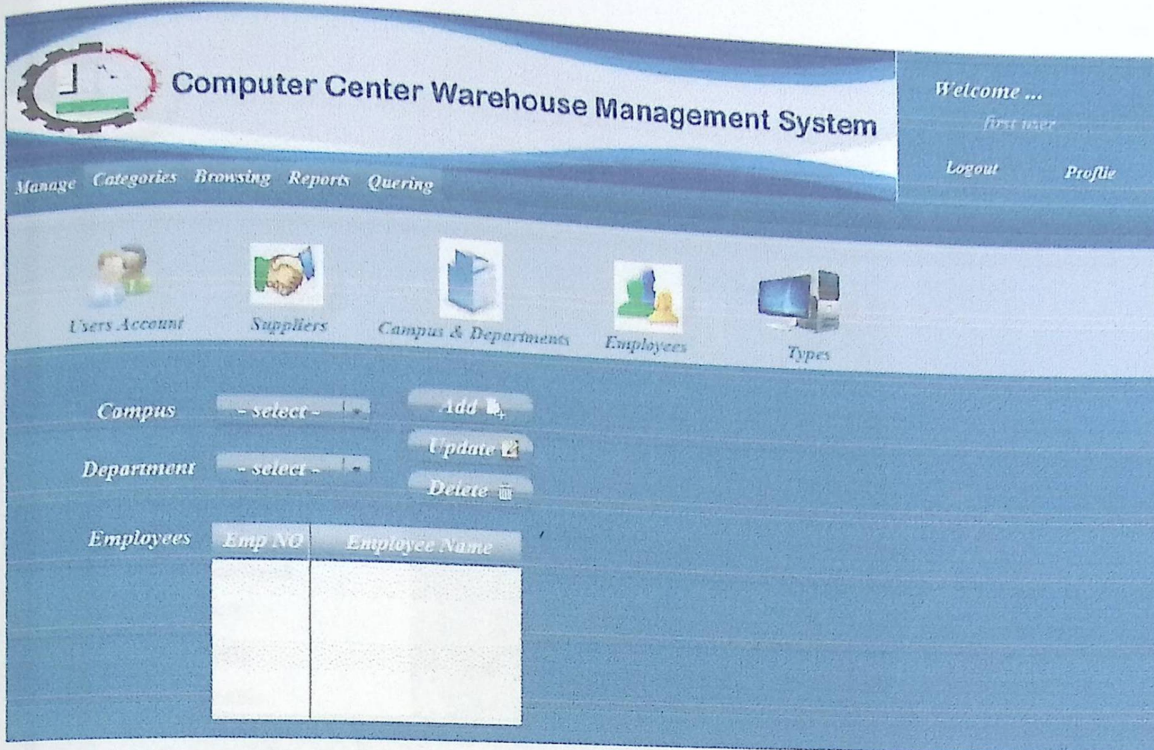 Computer Center Warehouse Management System
Welcome ...
first user
Logout Proflie
Manage Categories Browsing Reports Quering
Users Account Suppliers Campus & Departments Employees Types
Campus - select - Add
Update
Department - select -
Delete
Employees Emp NO Employee Name